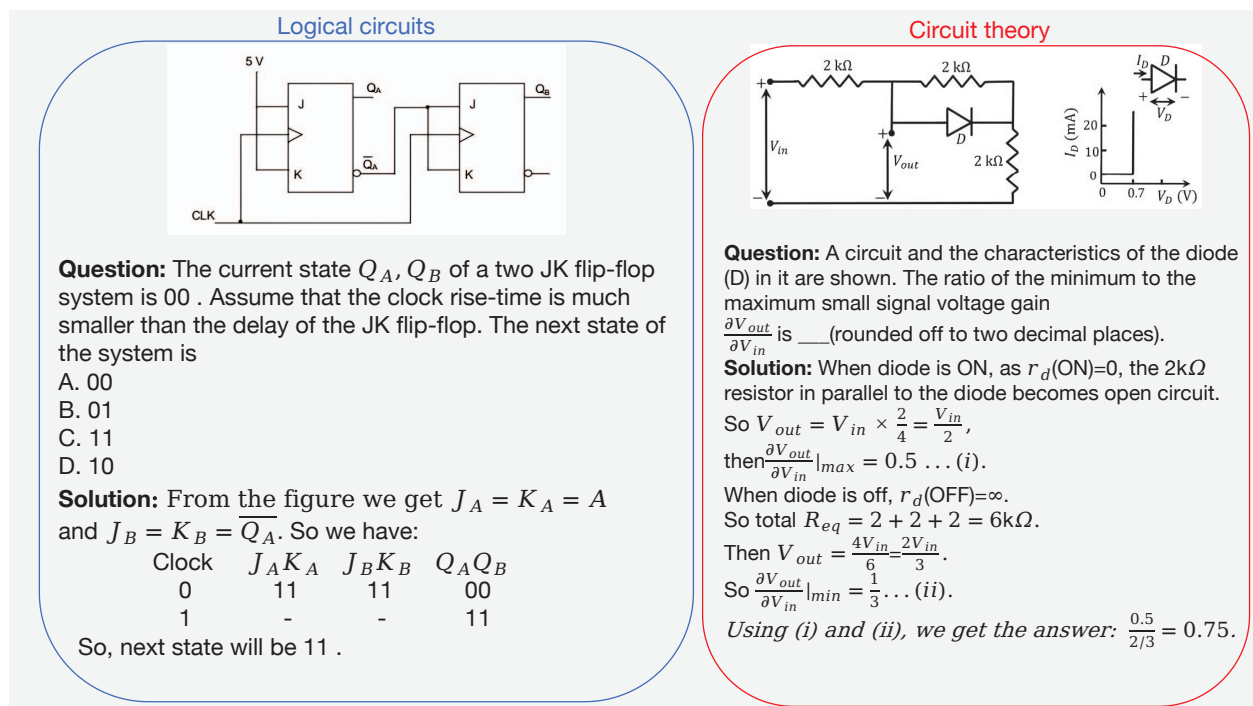 Logical circuits
5 V
Q_A
Q_B
J
J
K
Q̅_A
K
CLK
Question: The current state Q_A, Q_B of a two JK flip-flop
system is 00 . Assume that the clock rise-time is much
smaller than the delay of the JK flip-flop. The next state of
the system is
A. 00
B. 01
C. 11
D. 10
Solution: From the figure we get J_A = K_A = A
and J_B = K_B = \overline{Q_A}. So we have:
Clock J_A K_A J_B K_B Q_A Q_B
0 11 11 00
1 - - 11
So, next state will be 11 .
Circuit theory
2 kΩ
2 kΩ
I_D D
+ V_D −
+
D
+
V_in
V_out
2 kΩ
−
−
I_D (mA)
20
10
0
0 0.7 V_D (V)
Question: A circuit and the characteristics of the diode
(D) in it are shown. The ratio of the minimum to the
maximum small signal voltage gain
∂V_out/∂V_in is ___(rounded off to two decimal places).
Solution: When diode is ON, as r_d(ON)=0, the 2kΩ
resistor in parallel to the diode becomes open circuit.
So V_out = V_in × 2/4 = V_in/2 ,
then ∂V_out/∂V_in |_max = 0.5 ...(i).
When diode is off, r_d(OFF)=∞.
So total R_eq = 2 + 2 + 2 = 6kΩ.
Then V_out = 4V_in/6 = 2V_in/3 .
So ∂V_out/∂V_in |_min = 1/3 ...(ii).
Using (i) and (ii), we get the answer: 0.5/(2/3) = 0.75.